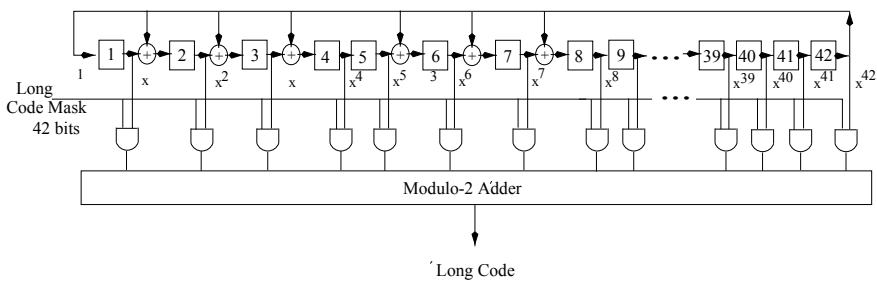 1 2 3 4 5 6 7 8 9 39 40 41 42
1 x x² x x⁴ x⁵ 3 x⁶ x⁷ x⁸ x³⁹ x⁴⁰ x⁴¹ x⁴²
Long
Code Mask
42 bits
Modulo-2 Adder
Long Code